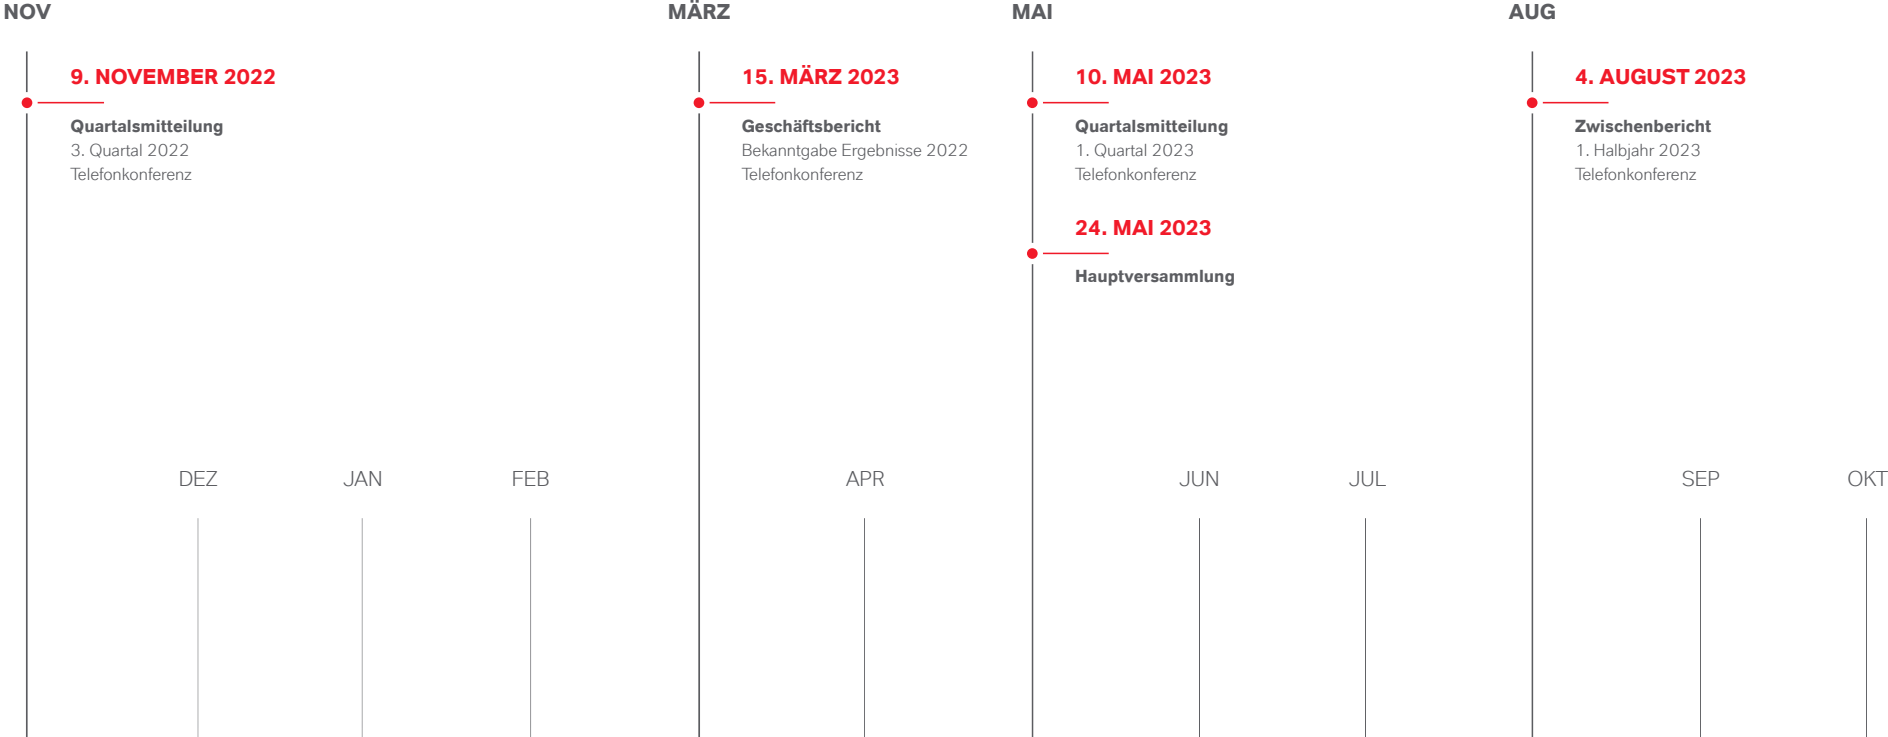 NOV
9. NOVEMBER 2022
Quartalsmitteilung
3. Quartal 2022
Telefonkonferenz
DEZ
JAN
FEB
MÄRZ
15. MÄRZ 2023
Geschäftsbericht
Bekanntgabe Ergebnisse 2022
Telefonkonferenz
APR
MAI
10. MAI 2023
Quartalsmitteilung
1. Quartal 2023
Telefonkonferenz
24. MAI 2023
Hauptversammlung
JUN
JUL
AUG
4. AUGUST 2023
Zwischenbericht
1. Halbjahr 2023
Telefonkonferenz
SEP
OKT